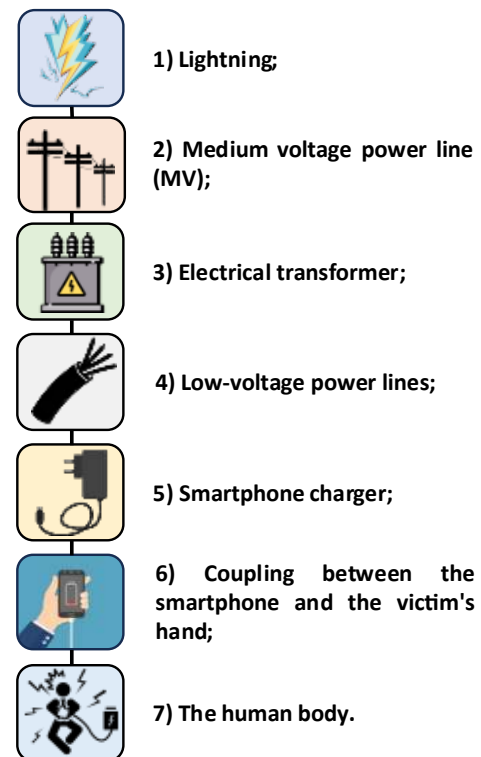 1) Lightning;
2) Medium voltage power line
(MV);
3) Electrical transformer;
4) Low-voltage power lines;
5) Smartphone charger;
6) Coupling between the
smartphone and the victim's
hand;
7) The human body.